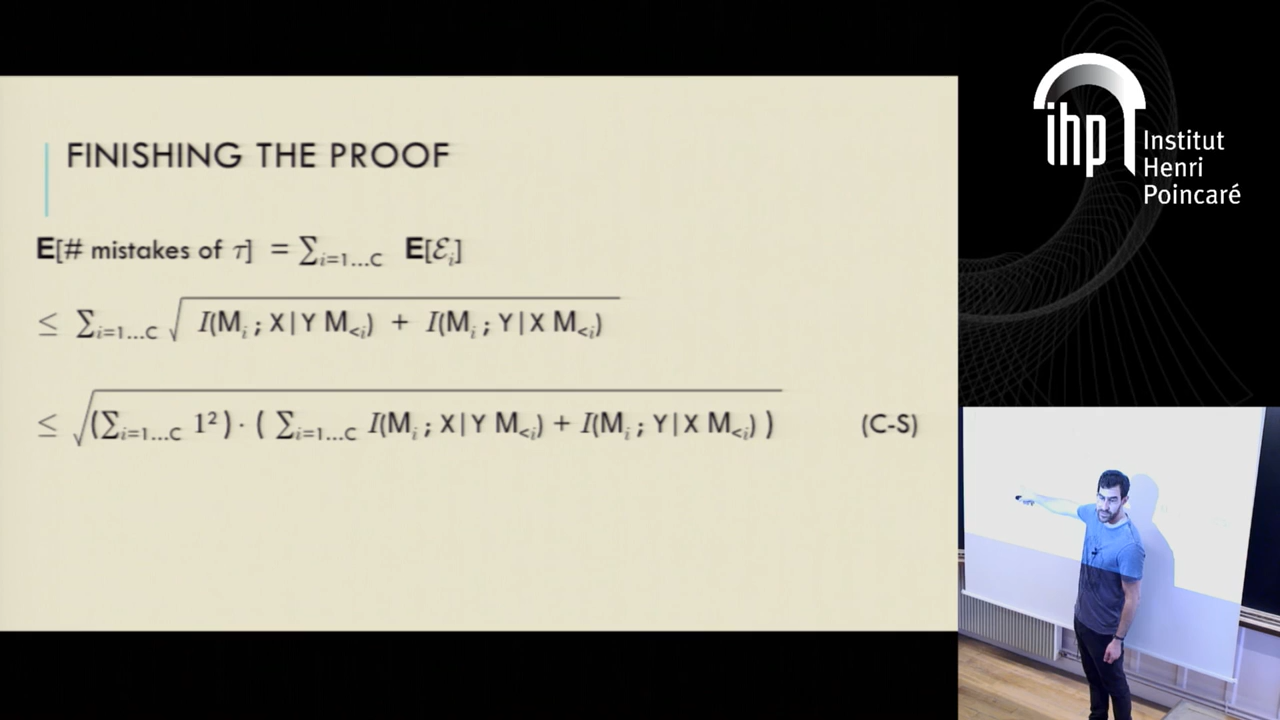 FINISHING THE PROOF
E[# mistakes of τ] = ∑i=1...C E[ℰi]
≤ ∑i=1...C √ I(Mi ; X|Y M<i) + I(Mi ; Y|X M<i)
≤ √(∑i=1...C 1²) · ( ∑i=1...C I(Mi ; X|Y M<i) + I(Mi ; Y|X M<i) ) (C-S)
ihp
Institut
Henri
Poincaré